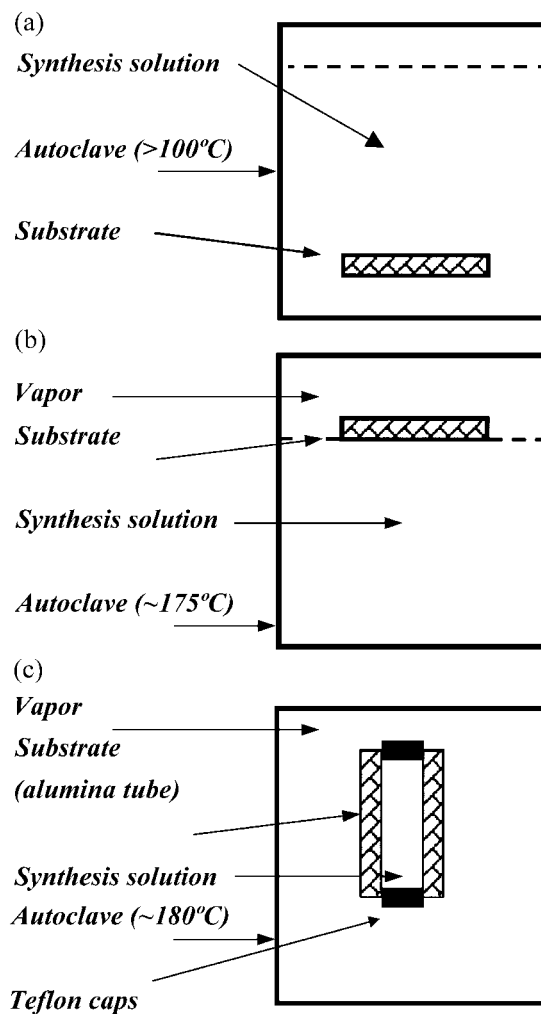 (a)
Synthesis solution
Autoclave (>100ºC)
Substrate
(b)
Vapor
Substrate
Synthesis solution
Autoclave (~175ºC)
(c)
Vapor
Substrate
(alumina tube)
Synthesis solution
Autoclave (~180ºC)
Teflon caps